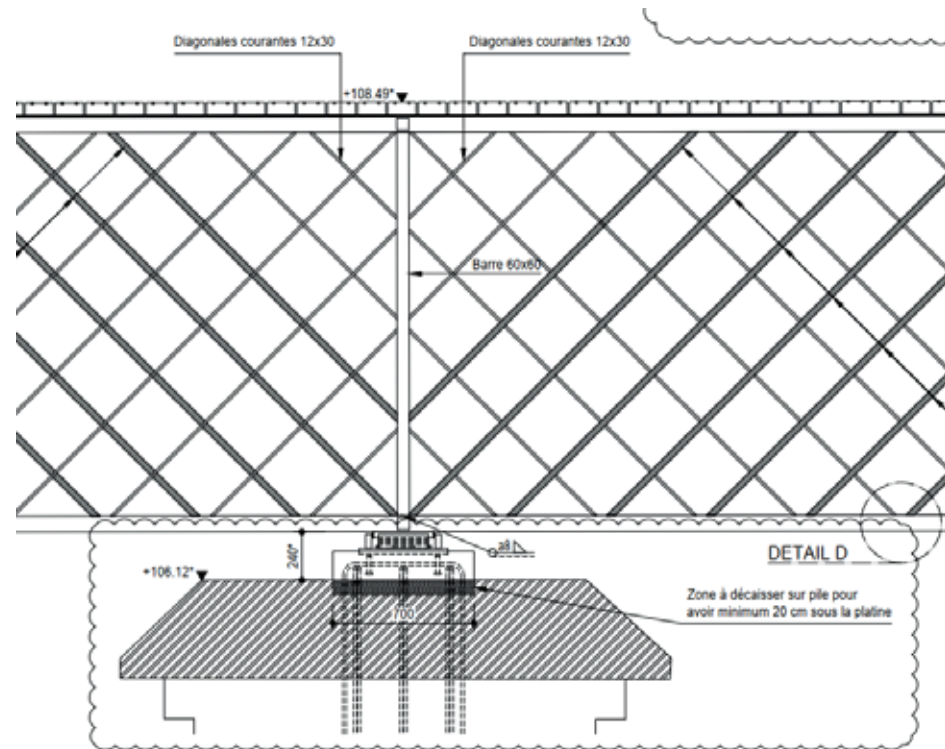 Diagonales courantes 12x30
Diagonales courantes 12x30
+108.49*
Barre 60x60
a8
240*
DETAIL D
+106.12*
Zone à décaisser sur pile pour
avoir minimum 20 cm sous la platine
700